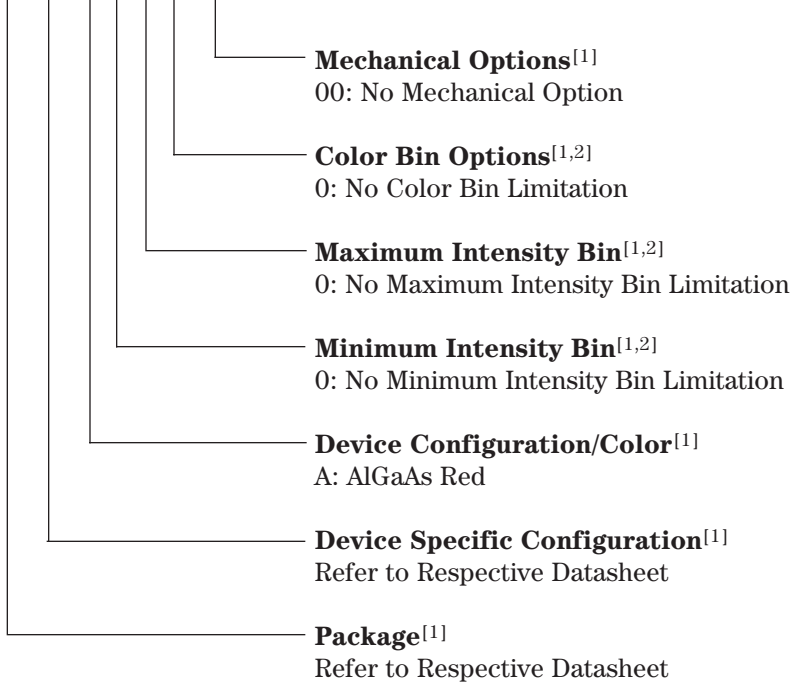 Mechanical Options[1]
00: No Mechanical Option
Color Bin Options[1,2]
0: No Color Bin Limitation
Maximum Intensity Bin[1,2]
0: No Maximum Intensity Bin Limitation
Minimum Intensity Bin[1,2]
0: No Minimum Intensity Bin Limitation
Device Configuration/Color[1]
A: AlGaAs Red
Device Specific Configuration[1]
Refer to Respective Datasheet
Package[1]
Refer to Respective Datasheet